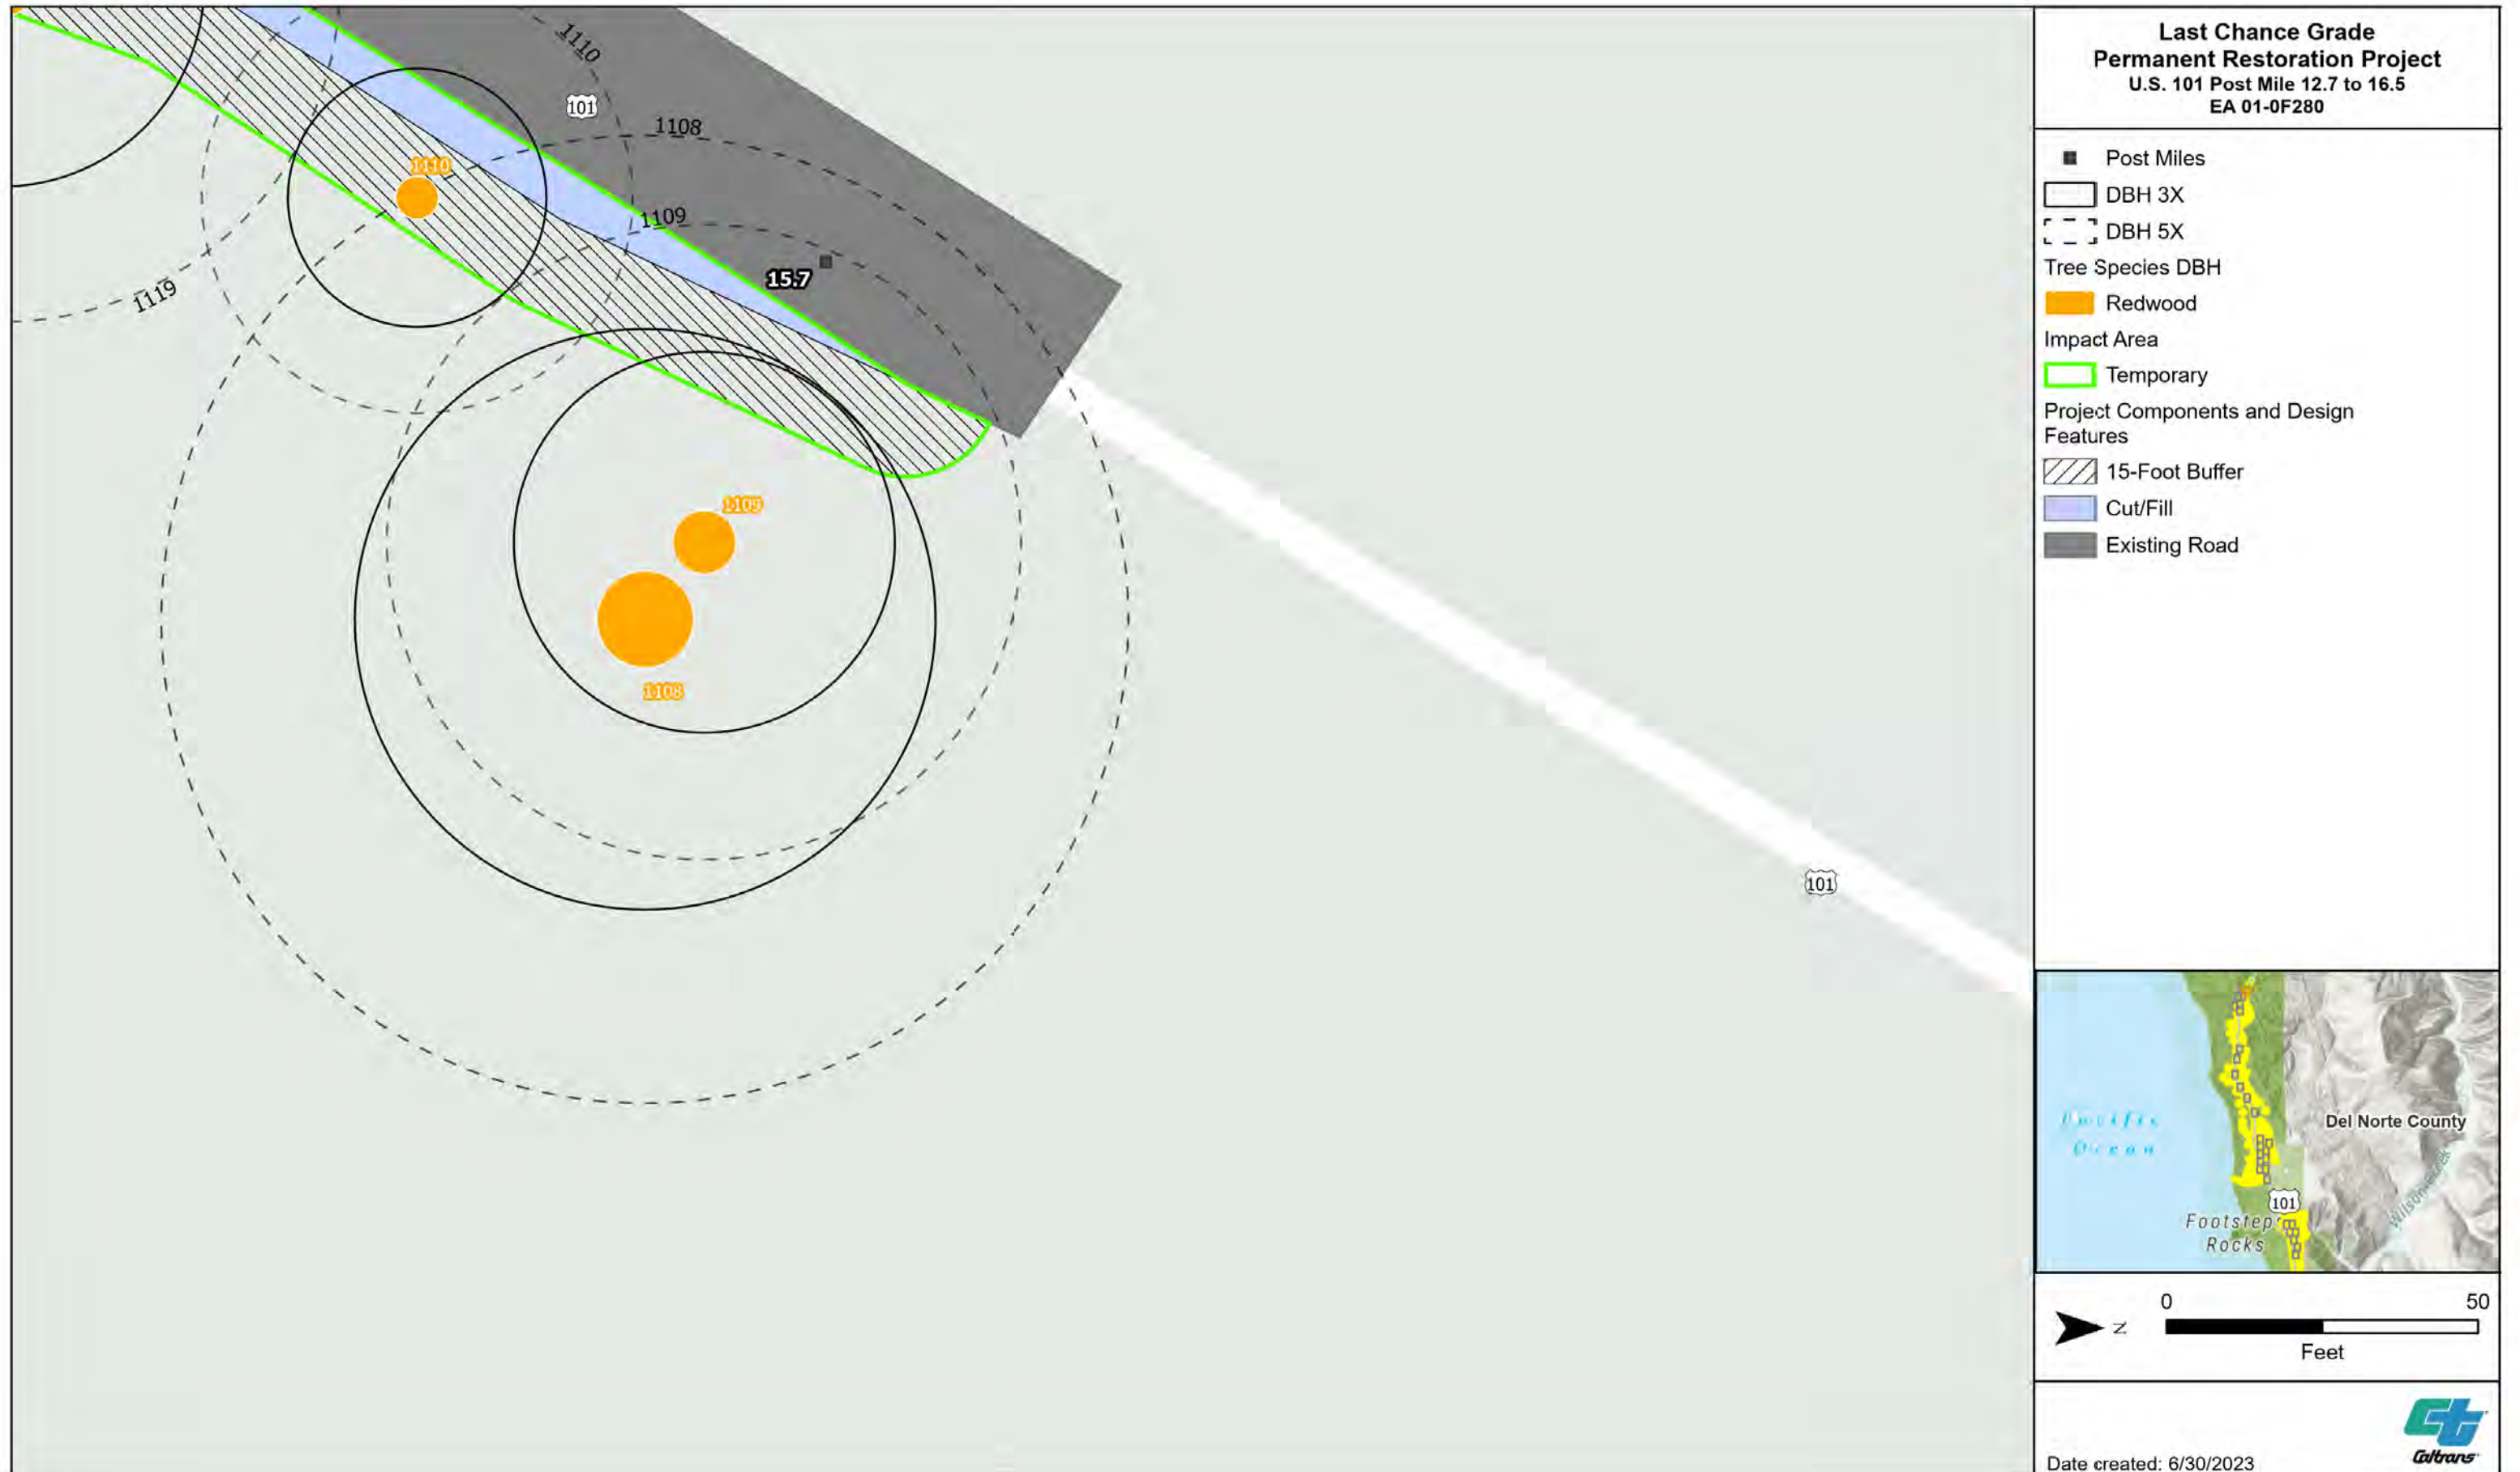 1110
101
1108
1110
1109
15.7
1119
1109
1108
101
Last Chance Grade
Permanent Restoration Project
U.S. 101 Post Mile 12.7 to 16.5
EA 01-0F280
Post Miles
DBH 3X
DBH 5X
Tree Species DBH
Redwood
Impact Area
Temporary
Project Components and Design
Features
15-Foot Buffer
Cut/Fill
Existing Road
Pacific
Ocean
Del Norte County
Wilson Creek
101
Footsteps
Rocks
0 50
N
Feet
Caltrans
Date created: 6/30/2023